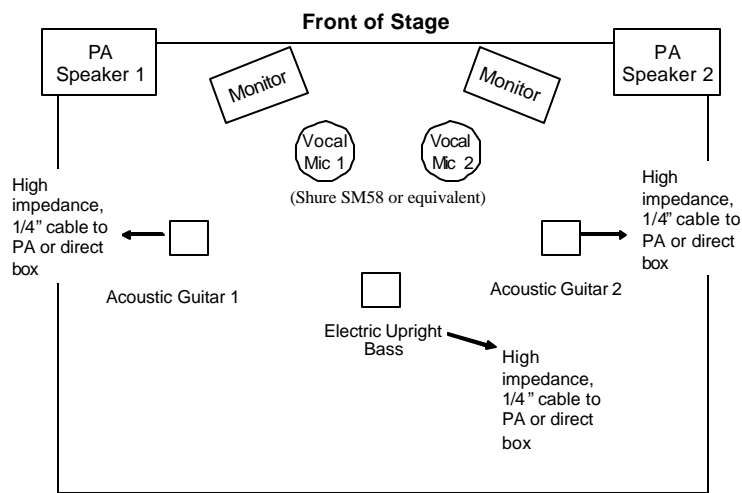 Front of Stage
PA
Speaker 1
PA
Speaker 2
Monitor
Monitor
Vocal
Mic 1
Vocal
Mic 2
(Shure SM58 or equivalent)
High
impedance,
1/4" cable to
PA or direct
box
High
impedance,
1/4" cable to
PA or direct
box
Acoustic Guitar 1
Acoustic Guitar 2
Electric Upright
Bass
High
impedance,
1/4" cable to
PA or direct
box